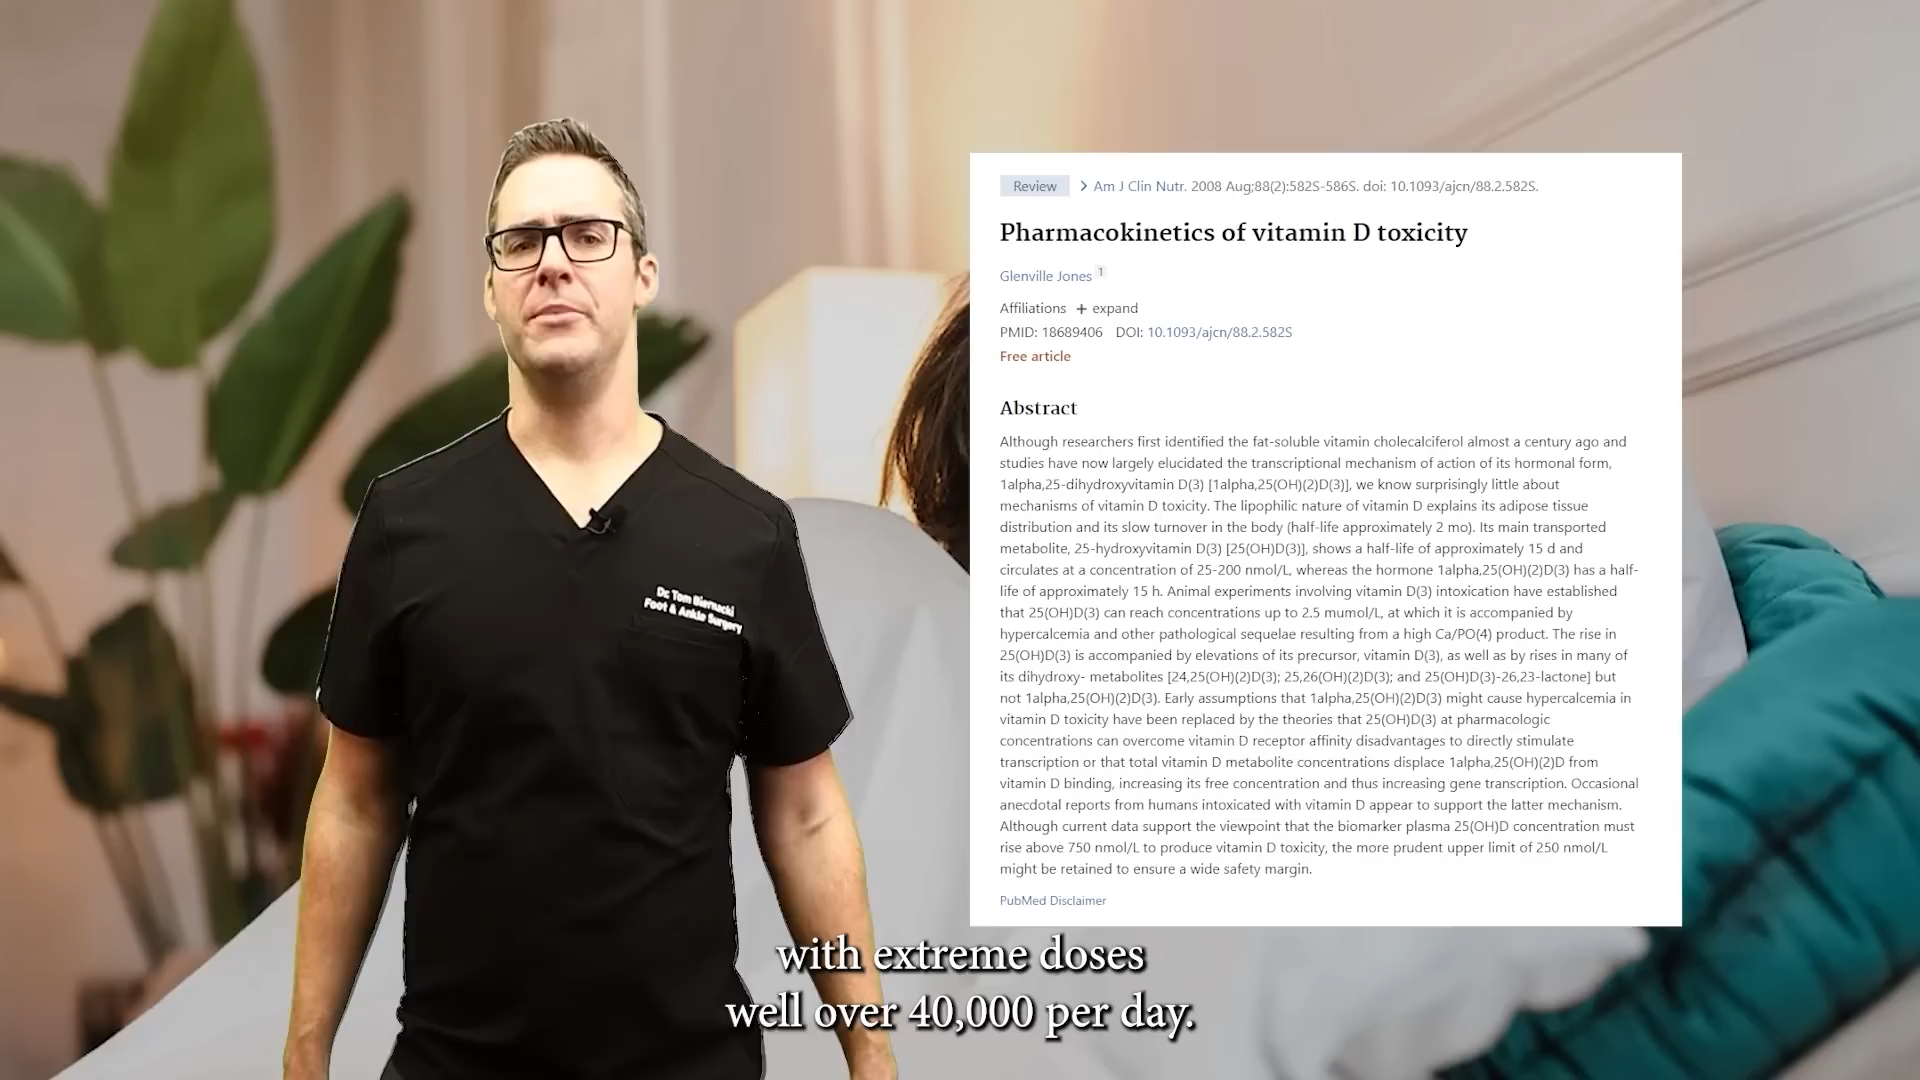 Review > Am J Clin Nutr. 2008 Aug;88(2):582S-586S. doi: 10.1093/ajcn/88.2.582S.
Pharmacokinetics of vitamin D toxicity
Glenville Jones 1
Affiliations + expand
PMID: 18689406 DOI: 10.1093/ajcn/88.2.582S
Free article
Abstract
Although researchers first identified the fat-soluble vitamin cholecalciferol almost a century ago and
studies have now largely elucidated the transcriptional mechanism of action of its hormonal form,
1alpha,25-dihydroxyvitamin D(3) [1alpha,25(OH)(2)D(3)], we know surprisingly little about
mechanisms of vitamin D toxicity. The lipophilic nature of vitamin D explains its adipose tissue
distribution and its slow turnover in the body (half-life approximately 2 mo). Its main transported
metabolite, 25-hydroxyvitamin D(3) [25(OH)D(3)], shows a half-life of approximately 15 d and
circulates at a concentration of 25-200 nmol/L, whereas the hormone 1alpha,25(OH)(2)D(3) has a half-
life of approximately 15 h. Animal experiments involving vitamin D(3) intoxication have established
that 25(OH)D(3) can reach concentrations up to 2.5 mumol/L, at which it is accompanied by
hypercalcemia and other pathological sequelae resulting from a high Ca/PO(4) product. The rise in
25(OH)D(3) is accompanied by elevations of its precursor, vitamin D(3), as well as by rises in many of
its dihydroxy- metabolites [24,25(OH)(2)D(3); 25,26(OH)(2)D(3); and 25(OH)D(3)-26,23-lactone] but
not 1alpha,25(OH)(2)D(3). Early assumptions that 1alpha,25(OH)(2)D(3) might cause hypercalcemia in
vitamin D toxicity have been replaced by the theories that 25(OH)D(3) at pharmacologic
concentrations can overcome vitamin D receptor affinity disadvantages to directly stimulate
transcription or that total vitamin D metabolite concentrations displace 1alpha,25(OH)(2)D from
vitamin D binding, increasing its free concentration and thus increasing gene transcription. Occasional
anecdotal reports from humans intoxicated with vitamin D appear to support the latter mechanism.
Although current data support the viewpoint that the biomarker plasma 25(OH)D concentration must
rise above 750 nmol/L to produce vitamin D toxicity, the more prudent upper limit of 250 nmol/L
might be retained to ensure a wide safety margin.
PubMed Disclaimer
Dr. Tom Biernacki
Foot & Ankle Surgery
with extreme doses
well over 40,000 per day.